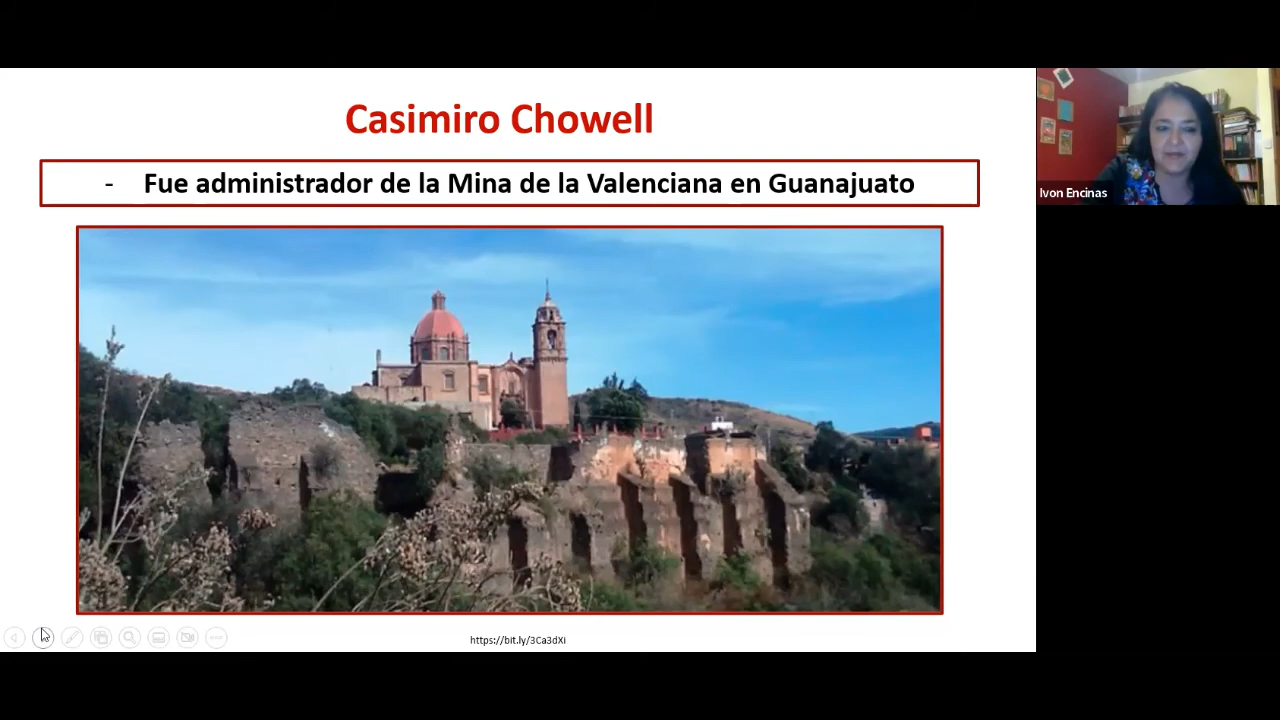 Casimiro Chowell
- Fue administrador de la Mina de la Valenciana en Guanajuato
Ivon Encinas
https://bit.ly/3Ca3dXi